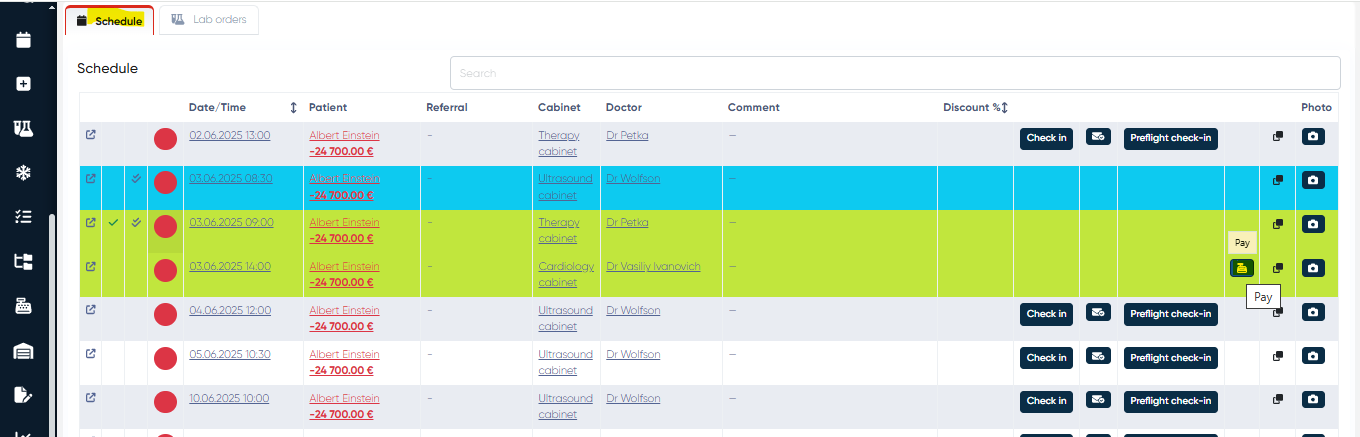 Schedule
Lab orders
Schedule
Search
Date/Time Patient Referral Cabinet Doctor Comment Discount % Photo
02.06.2025 13:00 Albert Einstein - Therapy Dr Petka — Check in Preflight check-in
-24 700.00 € cabinet
03.06.2025 08:30 Albert Einstein - Ultrasound Dr Wolfson —
-24 700.00 € cabinet
03.06.2025 09:00 Albert Einstein - Therapy Dr Petka —
-24 700.00 € cabinet
Pay
03.06.2025 14:00 Albert Einstein - Cardiology Dr Vasiliy Ivanovich —
-24 700.00 € cabinet
Pay
04.06.2025 12:00 Albert Einstein - Ultrasound Dr Wolfson — Check in Preflight check-in
-24 700.00 € cabinet
05.06.2025 10:30 Albert Einstein - Ultrasound Dr Wolfson — Check in Preflight check-in
-24 700.00 € cabinet
10.06.2025 10:00 Albert Einstein - Ultrasound Dr Wolfson — Check in Preflight check-in
-24 700.00 € cabinet